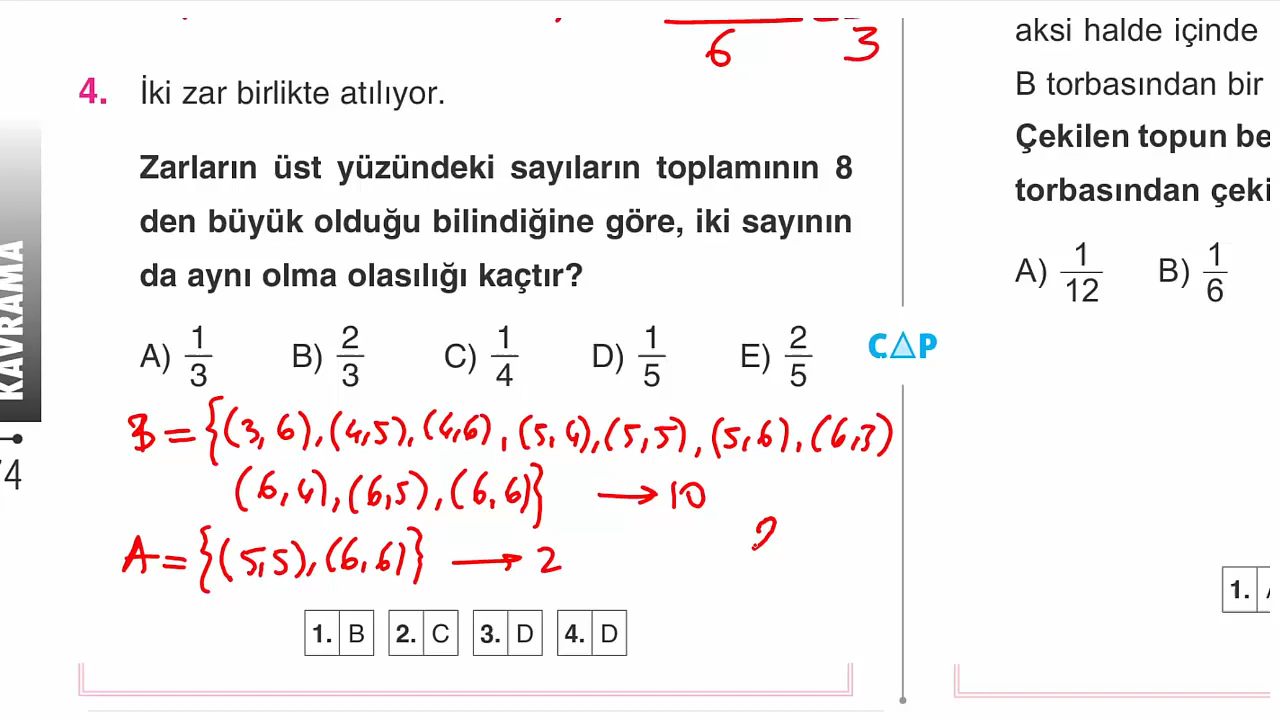 6 3
4. İki zar birlikte atılıyor.
Zarların üst yüzündeki sayıların toplamının 8
den büyük olduğu bilindiğine göre, iki sayının
da aynı olma olasılığı kaçtır?
A) 1/3 B) 2/3 C) 1/4 D) 1/5 E) 2/5
B = {(3,6), (4,5), (4,6), (5,4), (5,5), (5,6), (6,3)
(6,4), (6,5), (6,6)} → 10
A = {(5,5), (6,6)} → 2
1. B 2. C 3. D 4. D
KAVRAMA
74
CAP
aksi halde içinde
B torbasından bir
Çekilen topun be
torbasından çeki
A) 1/12 B) 1/6
1.